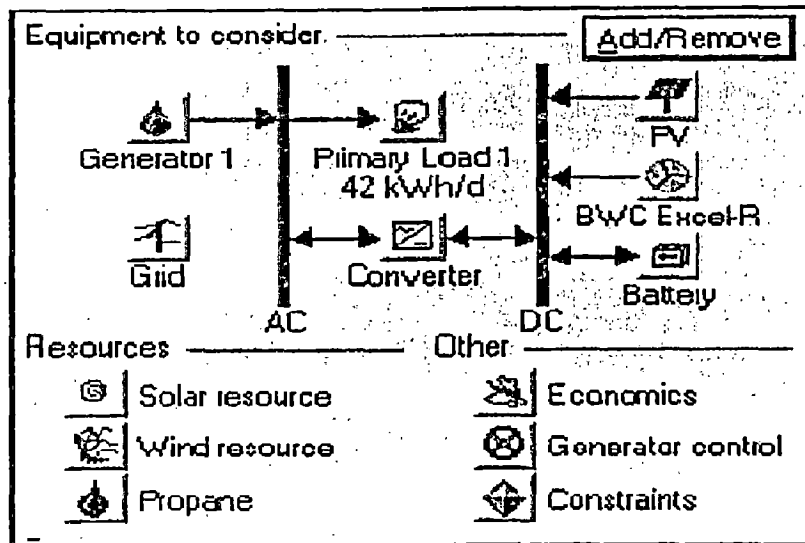 Equipment to consider
Add/Remove
Generator 1
Primary Load 1
42 kWh/d
PV
BWC Excel-R
Grid
Converter
Battery
AC
DC
Resources
Other
Solar resource
Economics
Wind resource
Generator control
Propane
Constraints